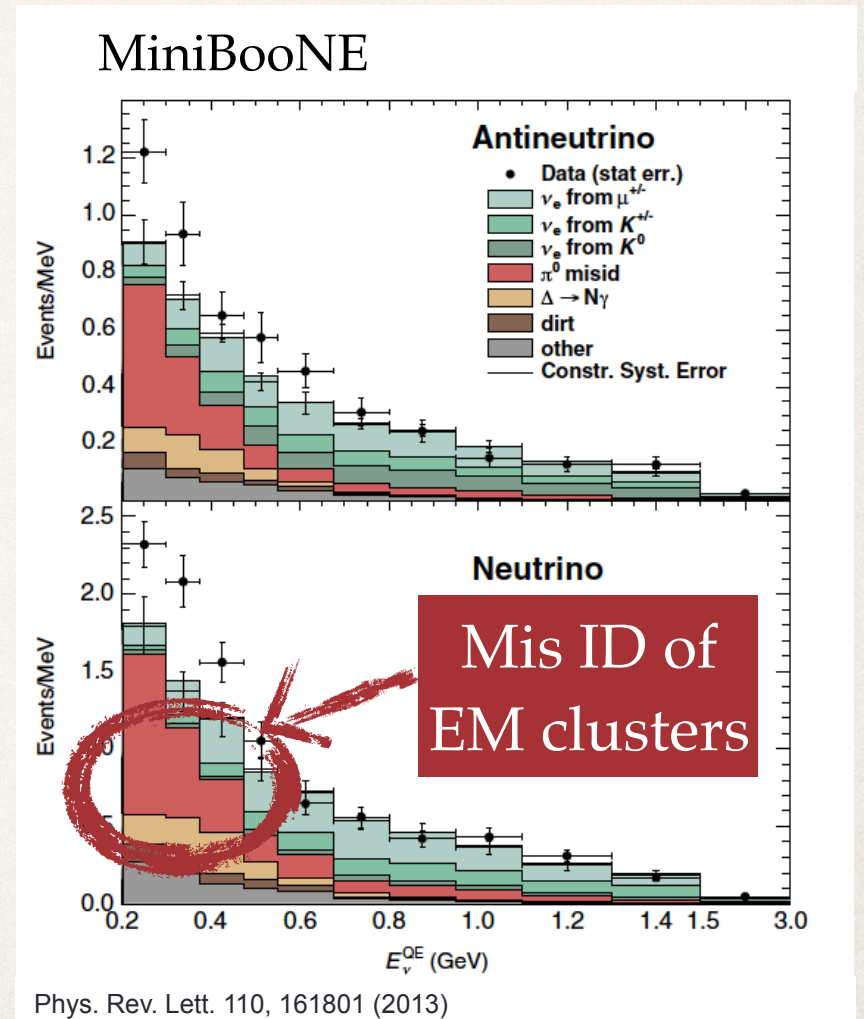 MiniBooNE
Antineutrino
Data (stat err.)
νe from μ+/-
νe from K+/-
νe from K0
π0 misid
Δ → Nγ
dirt
other
Constr. Syst. Error
Events/MeV
1.2
1.0
0.8
0.6
0.4
0.2
Neutrino
Mis ID of
EM clusters
Events/MeV
2.5
2.0
1.5
0.0
0.2 0.4 0.6 0.8 1.0 1.2 1.4 1.5 3.0
EνQE (GeV)
Phys. Rev. Lett. 110, 161801 (2013)